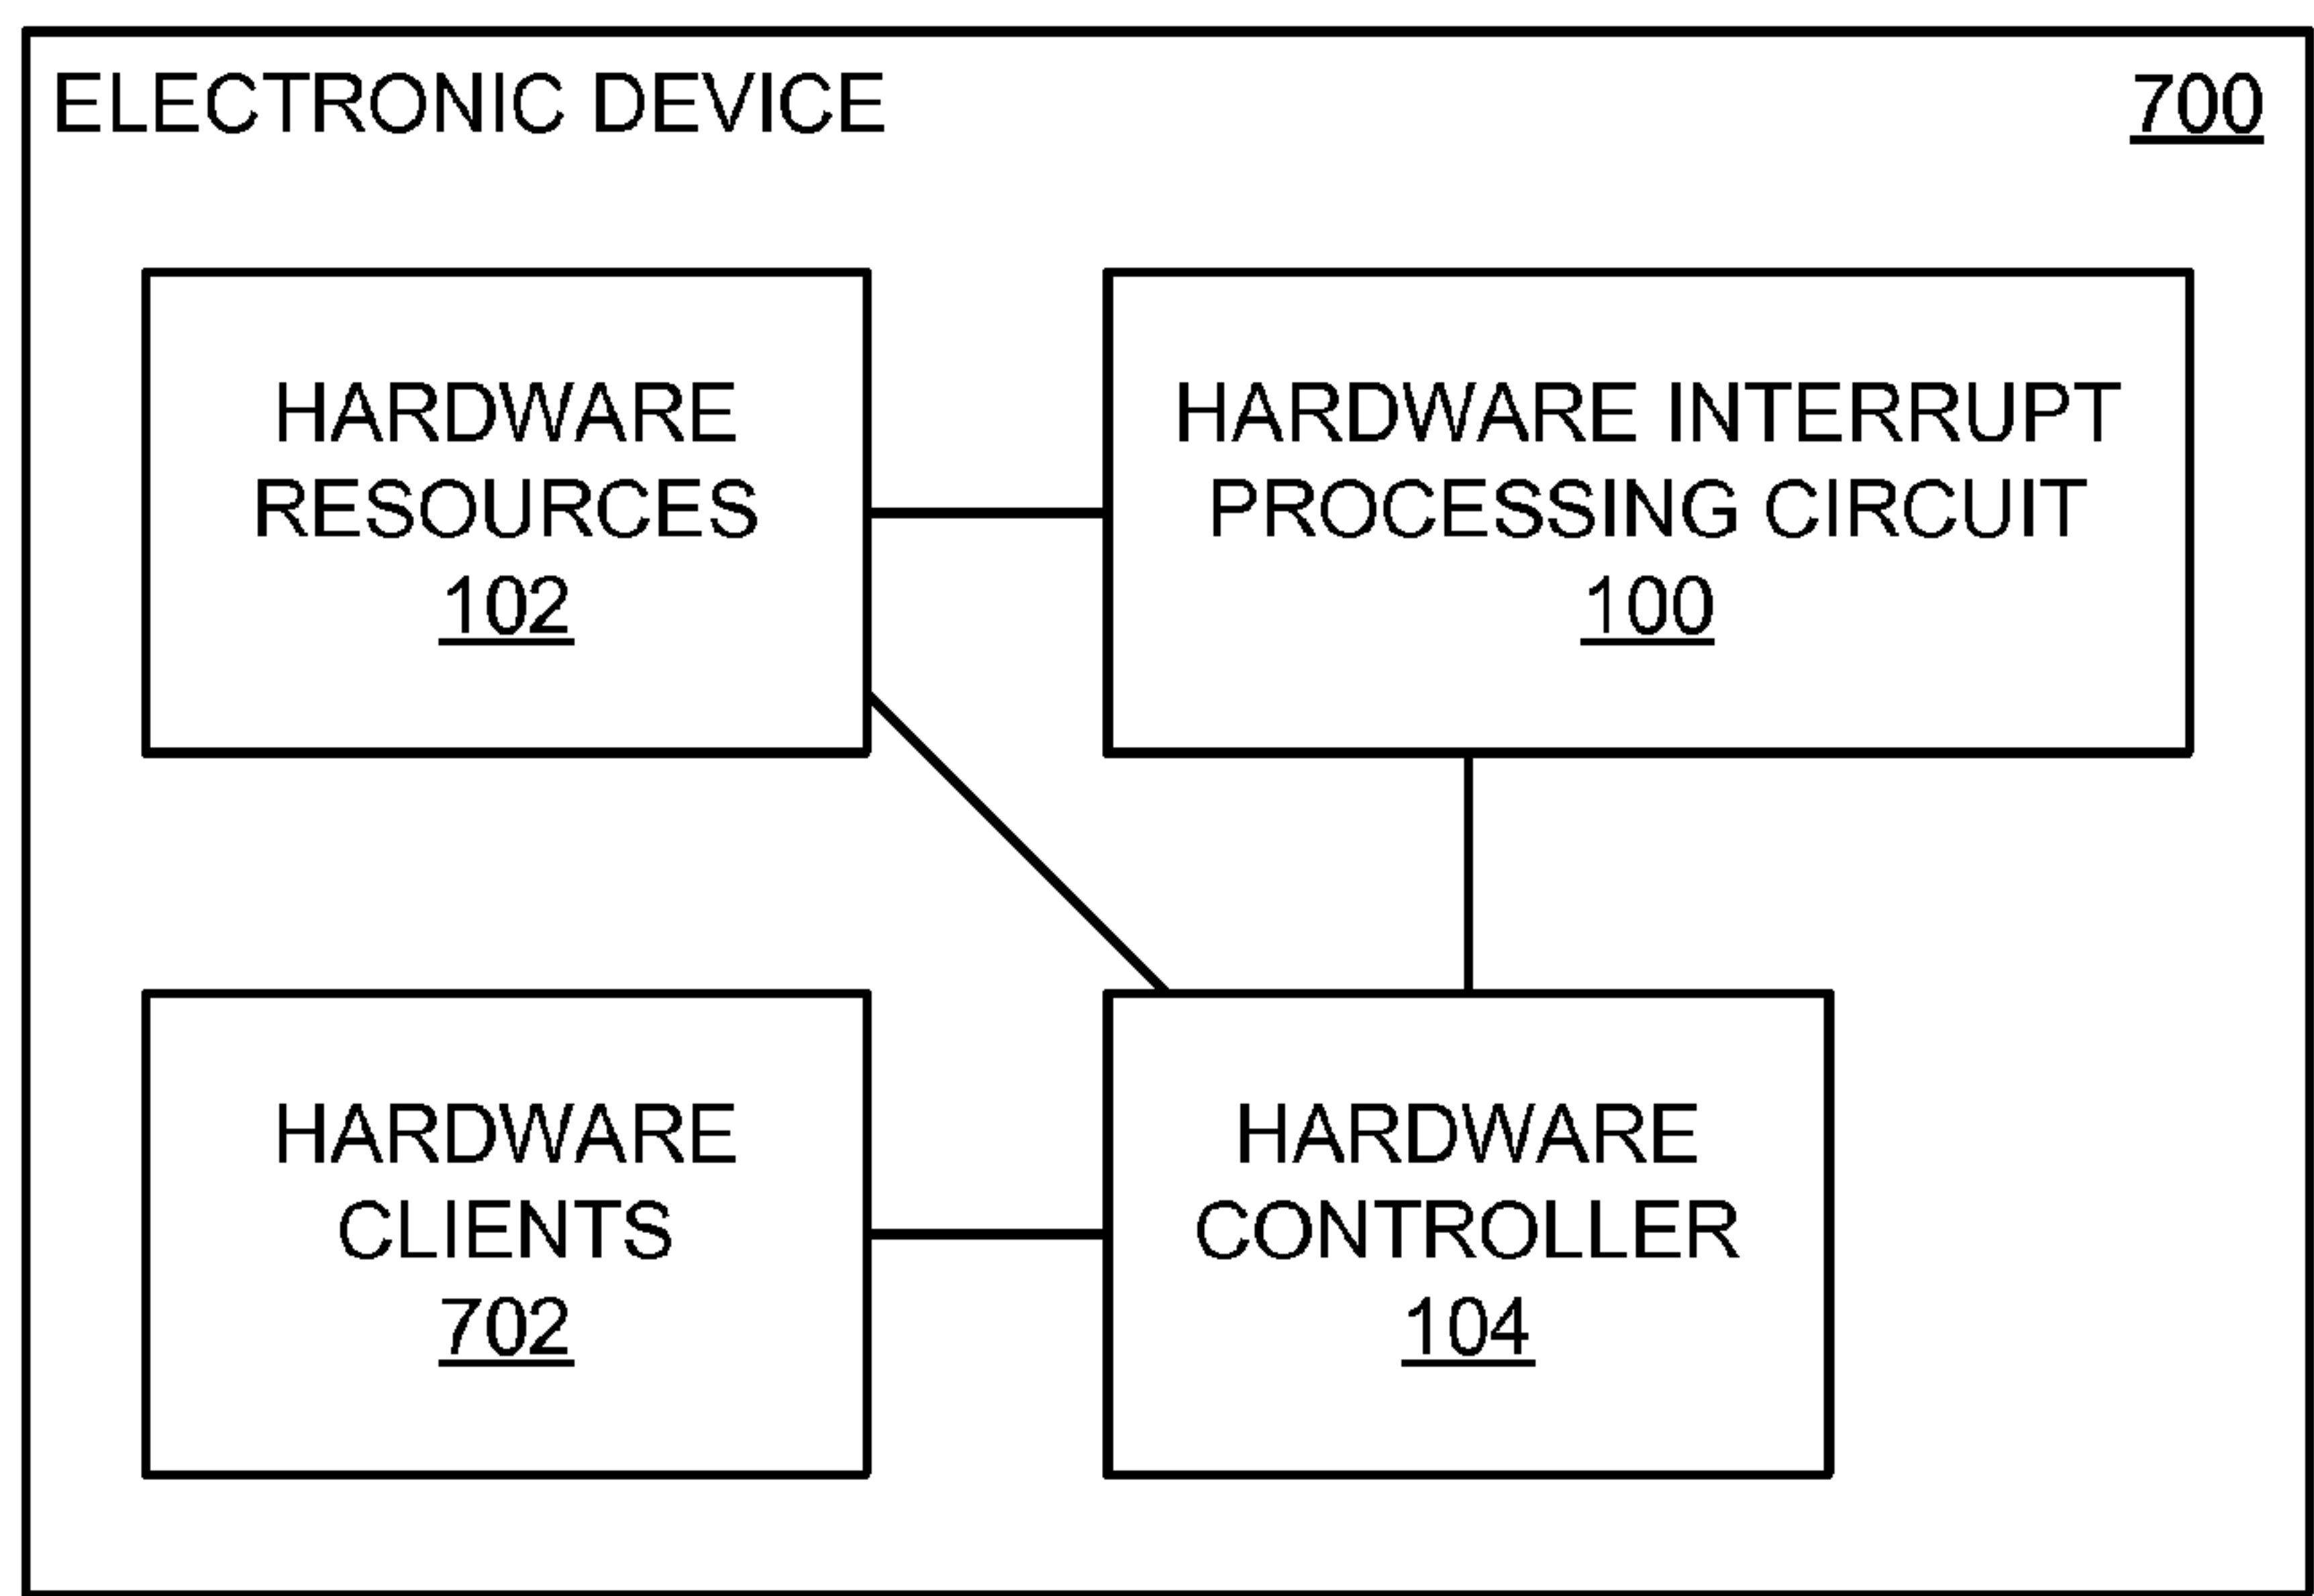 ELECTRONIC DEVICE
700
HARDWARE
RESOURCES
102
HARDWARE INTERRUPT
PROCESSING CIRCUIT
100
HARDWARE
CLIENTS
702
HARDWARE
CONTROLLER
104